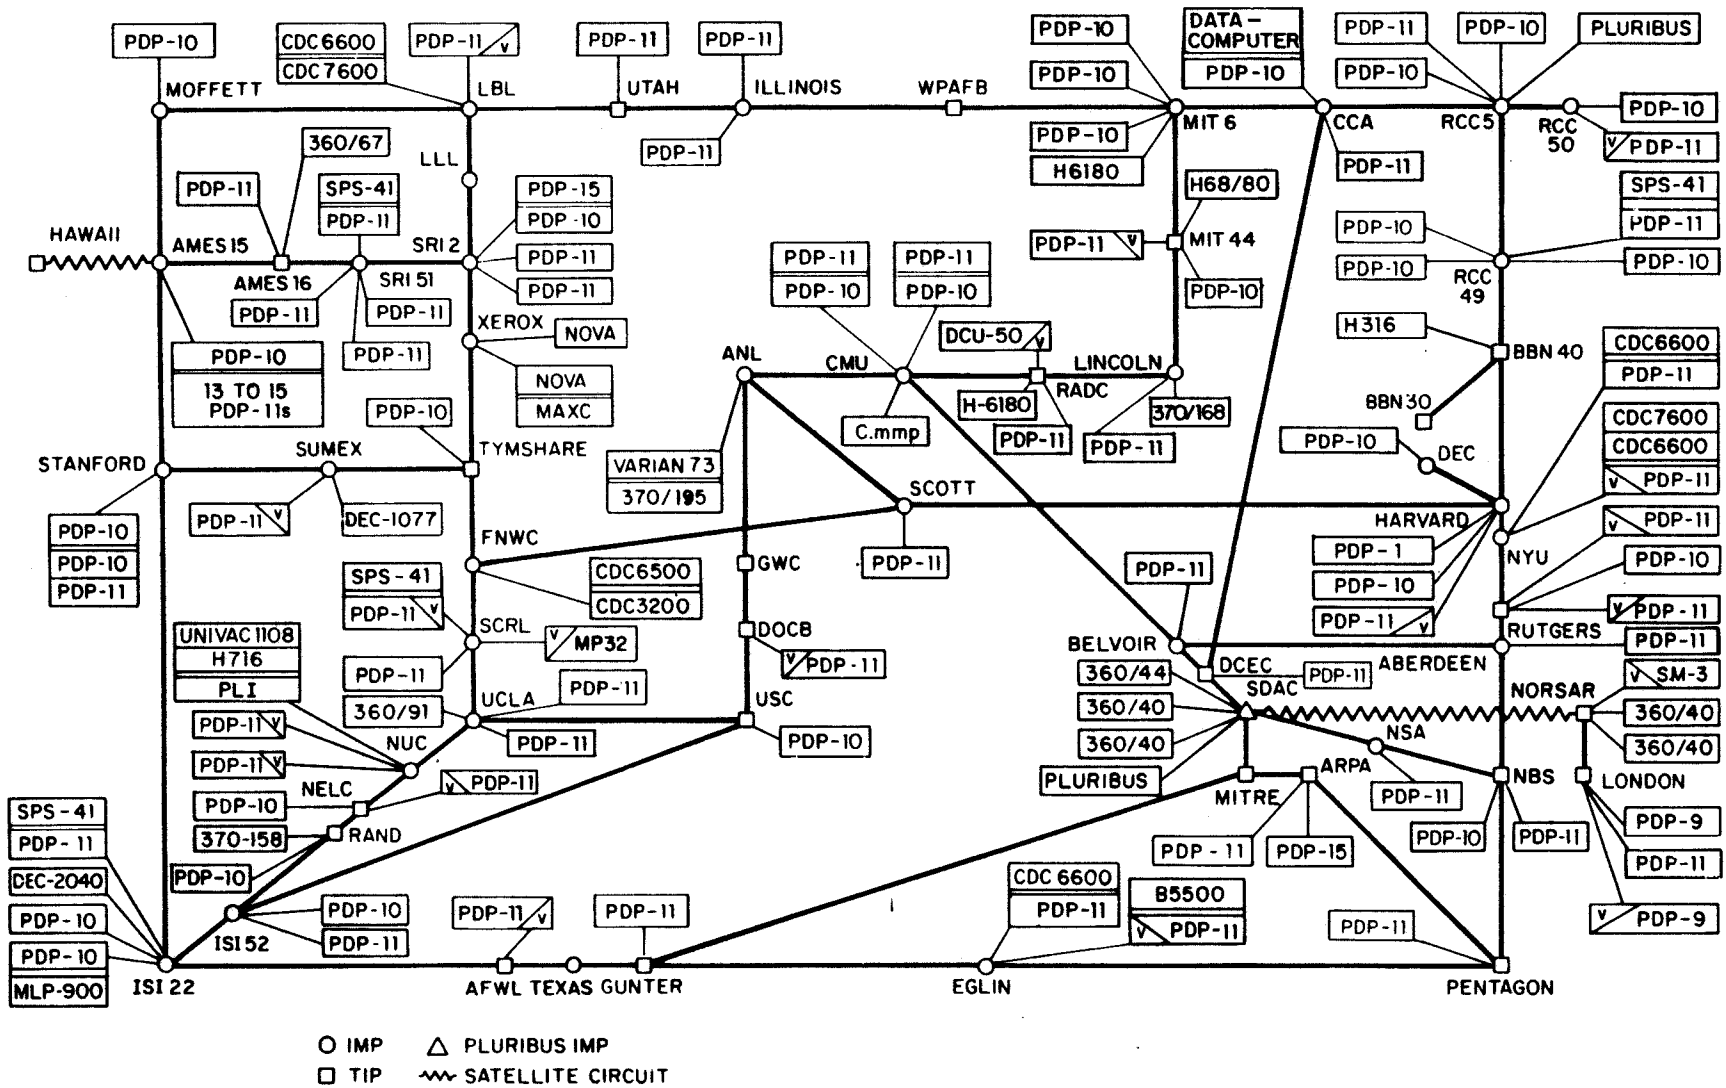 PDP-10
CDC6600
CDC7600
PDP-11 V
PDP-11
PDP-11
PDP-10
PDP-10
DATA-
COMPUTER
PDP-10
PDP-11
PDP-10
PDP-10
PLURIBUS
MOFFETT
LBL
UTAH
ILLINOIS
WPAFB
MIT 6
CCA
RCC5
RCC
50
PDP-10
V PDP-11
PDP-11
PDP-10
H6180
PDP-11
360/67
LLL
PDP-11
SPS-41
PDP-11
PDP-15
PDP-10
PDP-11
PDP-11
H68/80
PDP-11 V
MIT 44
PDP-10
SPS-41
PDP-11
PDP-10
PDP-10
PDP-10
RCC
49
HAWAII
AMES 15
AMES 16
SRI 51
SRI 2
PDP-11
PDP-11
PDP-11
PDP-10
13 TO 15
PDP-11s
XEROX
NOVA
NOVA
MAXC
PDP-11
PDP-10
PDP-11
PDP-10
DCU-50 V
ANL
CMU
RADC
LINCOLN
H-6180
PDP-11
PDP-11
370/168
C.mmp
H316
BBN 40
BBN 30
CDC6600
PDP-11
CDC7600
CDC6600
V PDP-11
V PDP-11
PDP-10
V PDP-11
PDP-11
PDP-10
DEC
PDP-10
STANFORD
SUMEX
TYMSHARE
PDP-10
PDP-10
PDP-11
PDP-11 V
DEC-1077
VARIAN 73
370/195
SCOTT
PDP-11
HARVARD
NYU
PDP-1
PDP-10
PDP-11 V
FNWC
CDC6500
CDC3200
GWC
SPS-41
PDP-11 V
SCRL
V MP32
PDP-11
DOCB
V PDP-11
PDP-11
BELVOIR
DCEC
PDP-11
RUTGERS
ABERDEEN
UNIVAC1108
H716
PLI
PDP-11 V
PDP-11 V
360/91
UCLA
PDP-11
PDP-11
USC
PDP-10
360/44
360/40
360/40
PLURIBUS
SDAC
NSA
PDP-11
NORSAR
V SM-3
360/40
360/40
NUC
NELC
V PDP-11
PDP-10
370-158
RAND
PDP-10
MITRE
ARPA
PDP-11
PDP-15
NBS
PDP-10
PDP-11
LONDON
PDP-9
PDP-11
V PDP-9
SPS-41
PDP-11
DEC-2040
PDP-10
PDP-10
MLP-900
ISI 52
PDP-10
PDP-11
PDP-11 V
PDP-11
CDC 6600
PDP-11
B5500
V PDP-11
PDP-11
ISI 22
AFWL
TEXAS
GUNTER
EGLIN
PENTAGON
IMP
PLURIBUS IMP
TIP
SATELLITE CIRCUIT